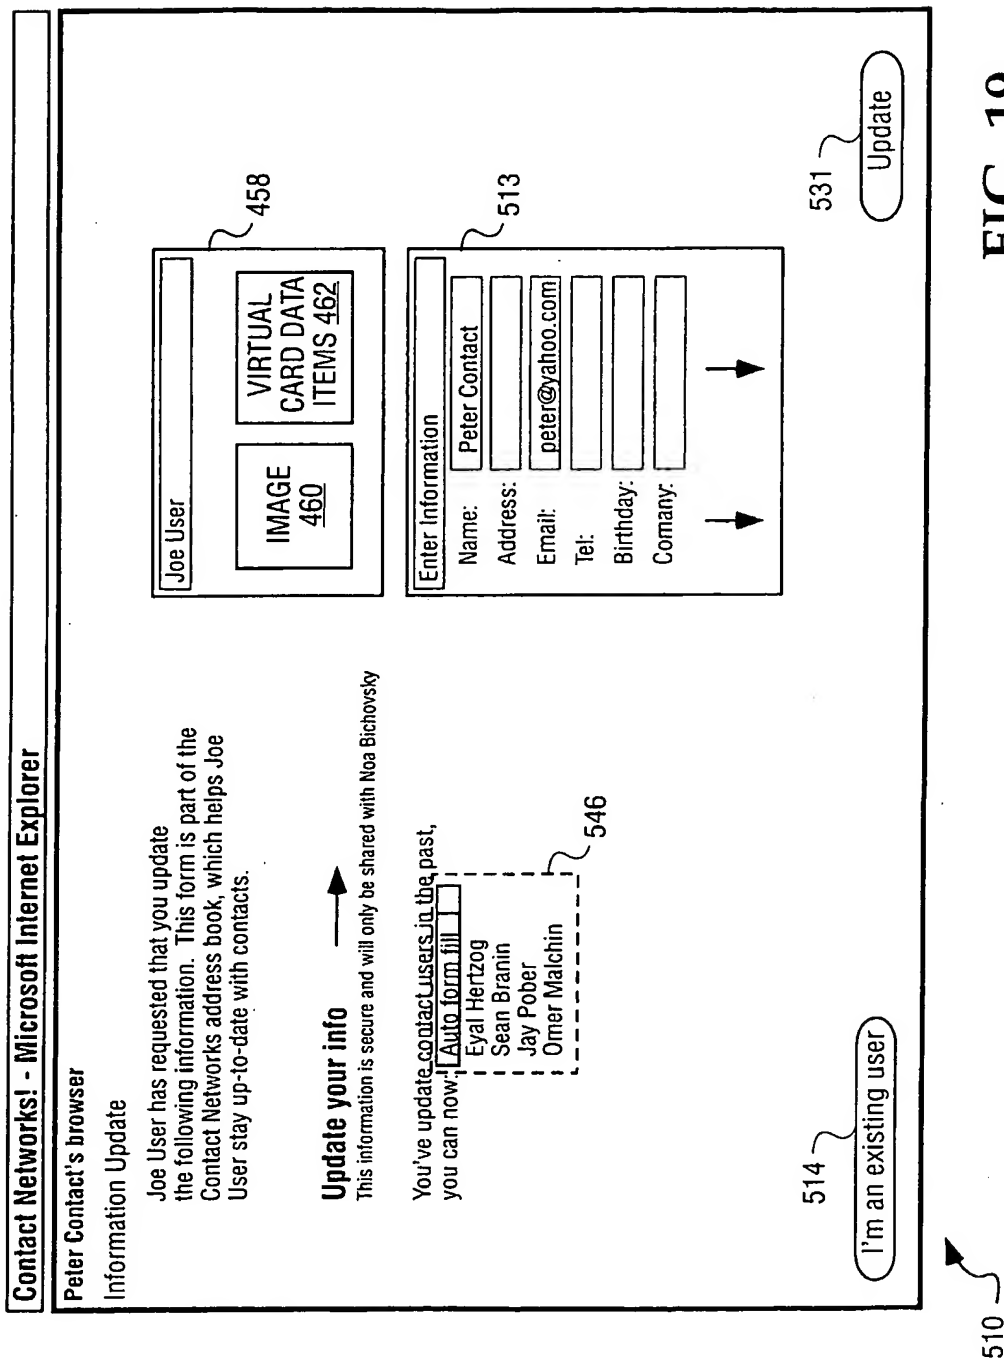 Contact Networks! - Microsoft Internet Explorer
Peter Contact's browser
Information Update
Joe User has requested that you update
the following information. This form is part of the
Contact Networks address book, which helps Joe
User stay up-to-date with contacts.
Update your info
This information is secure and will only be shared with Noa Bichovsky
You've update contact users in the past,
you can now:
Auto form fill
Eyal Hertzog
Sean Branin
Jay Pober
Omer Malchin
546
Joe User
IMAGE
460
VIRTUAL
CARD DATA
ITEMS 462
458
Enter Information
Name: Peter Contact
Address:
Email: peter@yahoo.com
Tel:
Birthday:
Comany:
513
514
I'm an existing user
531
Update
510
FIG. 19